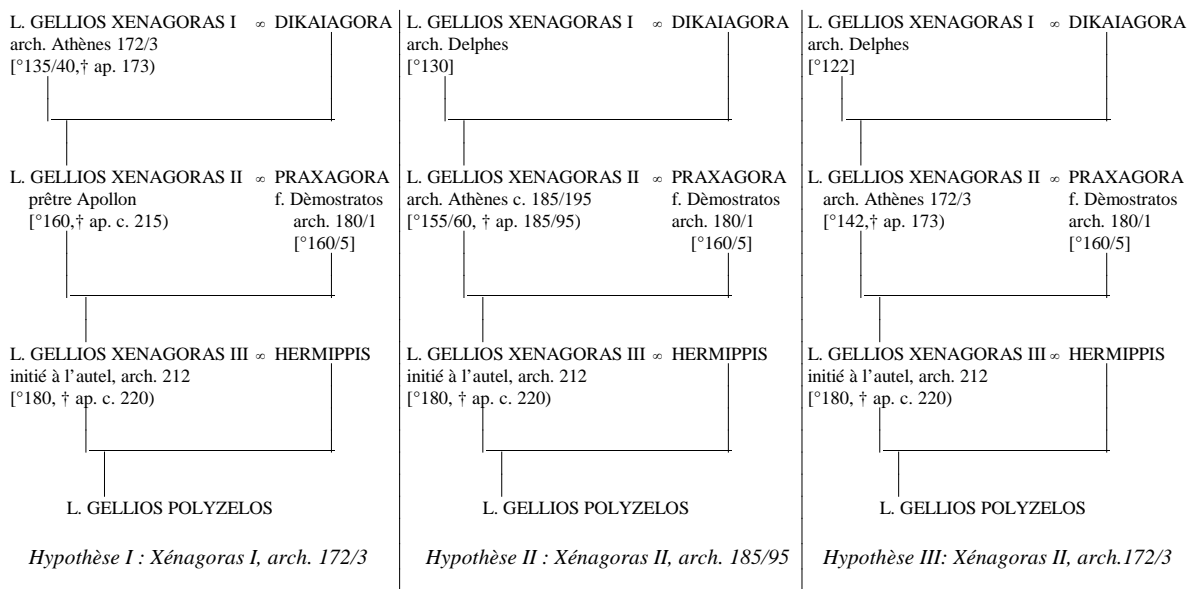 L. GELLIOS XENAGORAS I ∞ DIKAIAGORA
arch. Athènes 172/3
[°135/40,† ap. 173)
L. GELLIOS XENAGORAS II ∞ PRAXAGORA
prêtre Apollon f. Dèmostratos
[°160,† ap. c. 215) arch. 180/1
[°160/5]
L. GELLIOS XENAGORAS III ∞ HERMIPPIS
initié à l’autel, arch. 212
[°180, † ap. c. 220)
L. GELLIOS POLYZELOS
Hypothèse I : Xénagoras I, arch. 172/3
L. GELLIOS XENAGORAS I ∞ DIKAIAGORA
arch. Delphes
[°130]
L. GELLIOS XENAGORAS II ∞ PRAXAGORA
arch. Athènes c. 185/195 f. Dèmostratos
[°155/60, † ap. 185/95) arch. 180/1
[°160/5]
L. GELLIOS XENAGORAS III ∞ HERMIPPIS
initié à l’autel, arch. 212
[°180, † ap. c. 220)
L. GELLIOS POLYZELOS
Hypothèse II : Xénagoras II, arch. 185/95
L. GELLIOS XENAGORAS I ∞ DIKAIAGORA
arch. Delphes
[°122]
L. GELLIOS XENAGORAS II ∞ PRAXAGORA
arch. Athènes 172/3 f. Dèmostratos
[°142,† ap. 173) arch. 180/1
[°160/5]
L. GELLIOS XENAGORAS III ∞ HERMIPPIS
initié à l’autel, arch. 212
[°180, † ap. c. 220)
L. GELLIOS POLYZELOS
Hypothèse III: Xénagoras II, arch.172/3